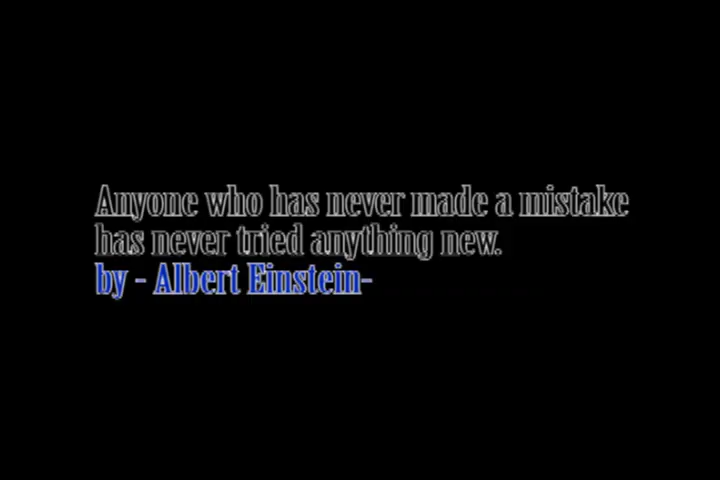 Anyone who has never made a mistake
has never tried anything new.
by - Albert Einstein-